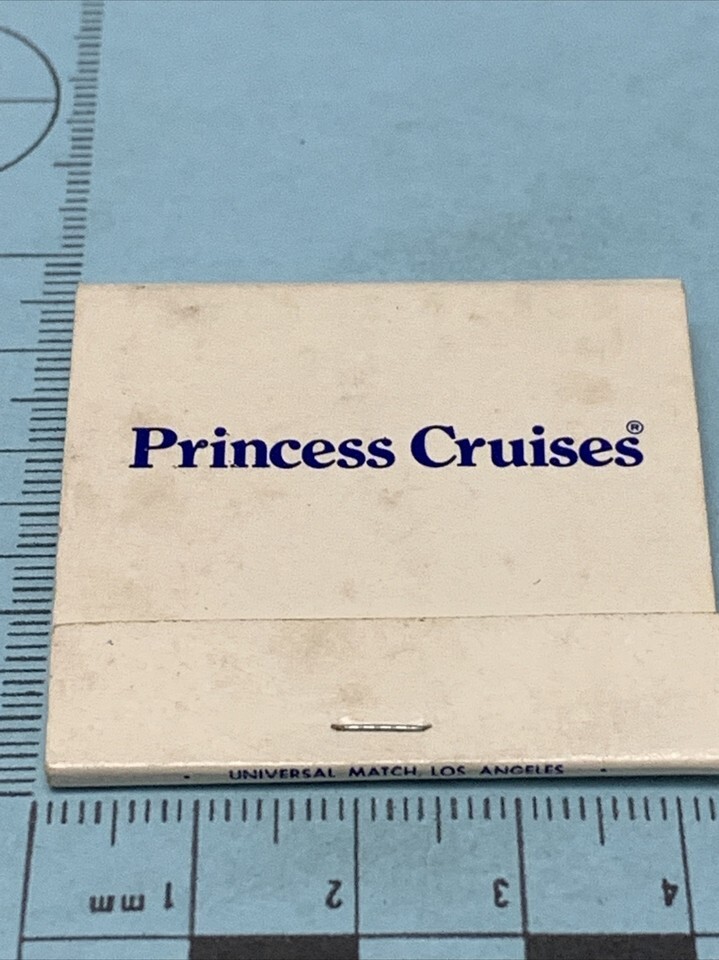 Princess Cruises®
UNIVERSAL MATCH, LOS ANGELES
mm 1 2 3 4